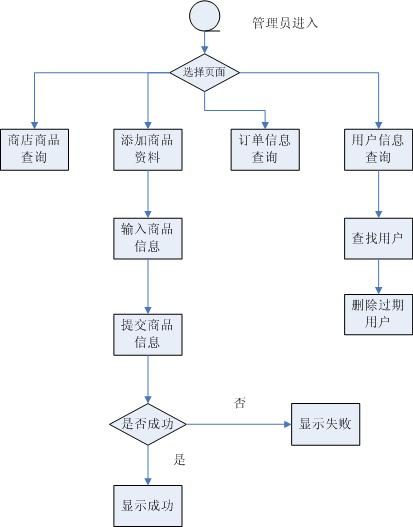 管理员进入
选择页面
商店商品
查询
添加商品
资料
订单信息
查询
用户信息
查询
输入商品
信息
查找用户
删除过期
用户
提交商品
信息
是否成功
否
显示失败
是
显示成功